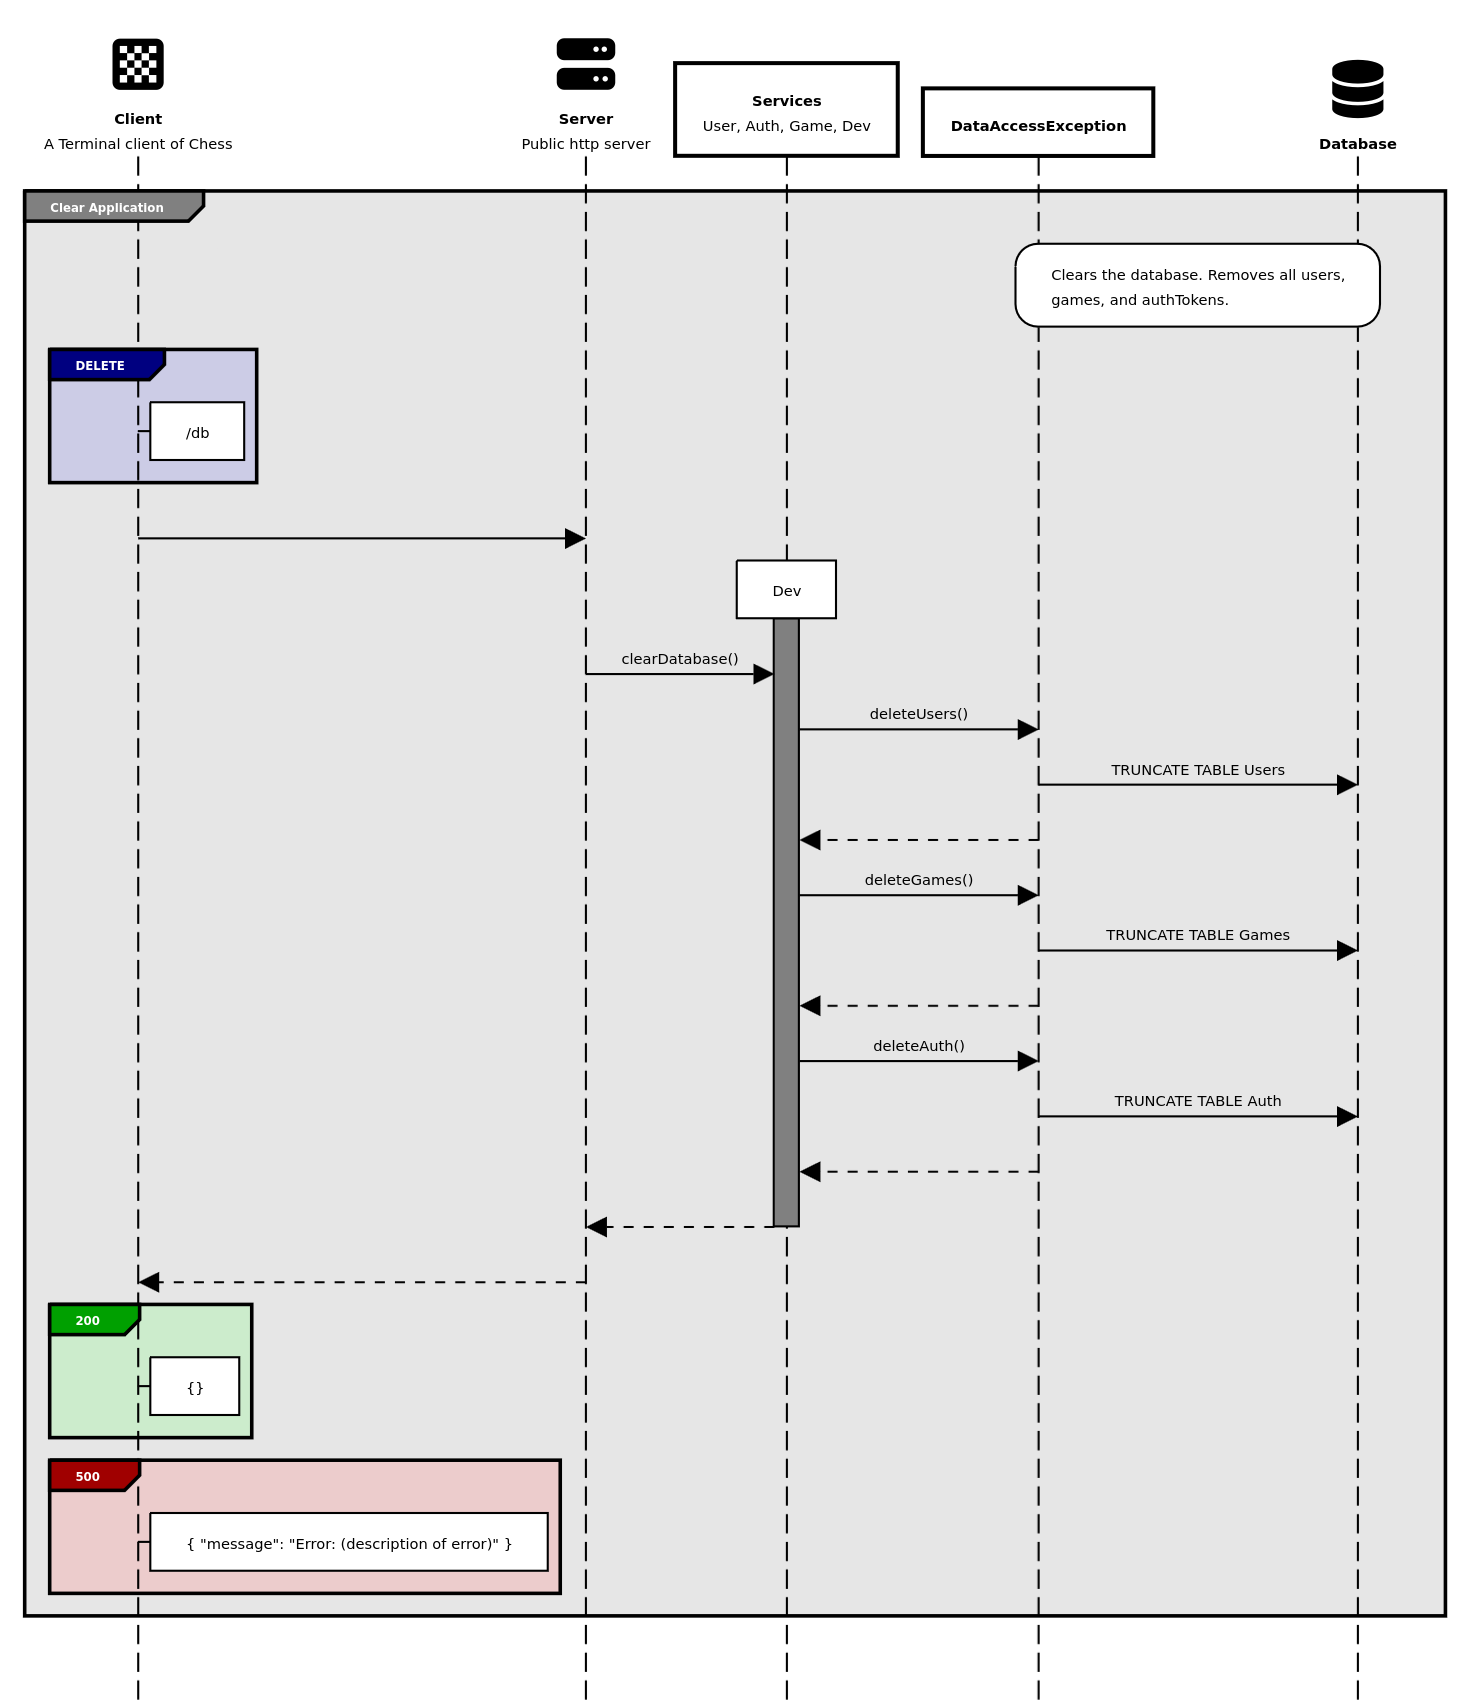 Client
A Terminal client of Chess
Server
Public http server
Services
User, Auth, Game, Dev
DataAccessException
Database
Clear Application
Clears the database. Removes all users,
games, and authTokens.
DELETE
/db
Dev
clearDatabase()
deleteUsers()
TRUNCATE TABLE Users
deleteGames()
TRUNCATE TABLE Games
deleteAuth()
TRUNCATE TABLE Auth
200
{}
500
{ "message": "Error: (description of error)" }